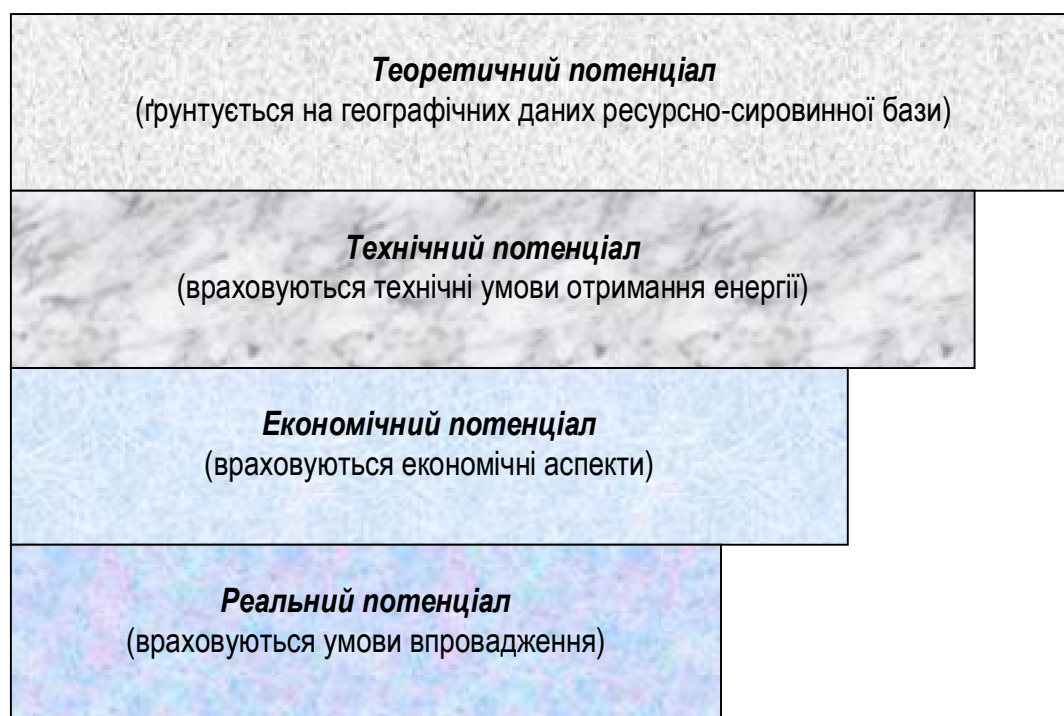 Теоретичний потенціал
(ґрунтується на географічних даних ресурсно-сировинної бази)
Технічний потенціал
(враховуються технічні умови отримання енергії)
Економічний потенціал
(враховуються економічні аспекти)
Реальний потенціал
(враховуються умови впровадження)